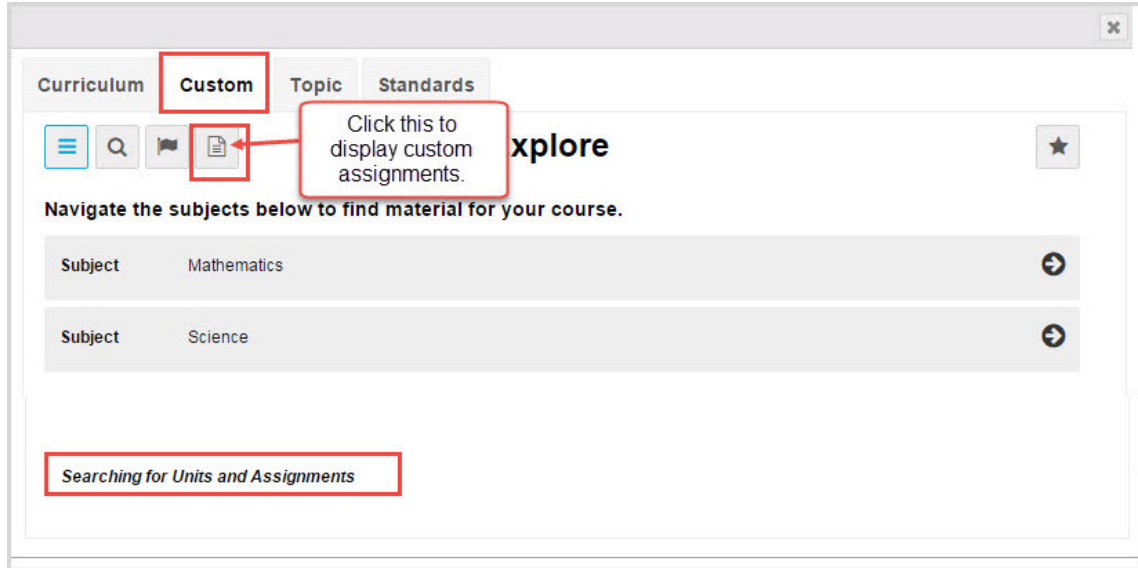 Curriculum Custom Topic Standards
Click this to
display custom
assignments.
xplore
Navigate the subjects below to find material for your course.
Subject Mathematics
Subject Science
Searching for Units and Assignments